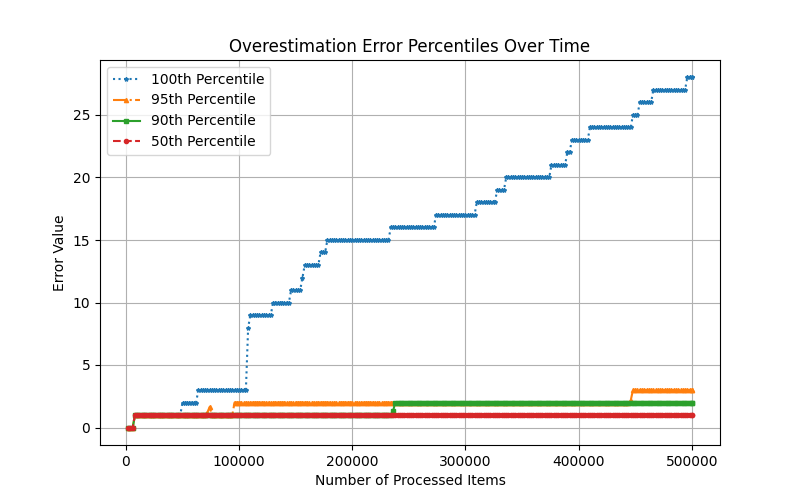 Overestimation Error Percentiles Over Time
100th Percentile
95th Percentile
90th Percentile
50th Percentile
Error Value
25
20
15
10
5
0
0 100000 200000 300000 400000 500000
Number of Processed Items